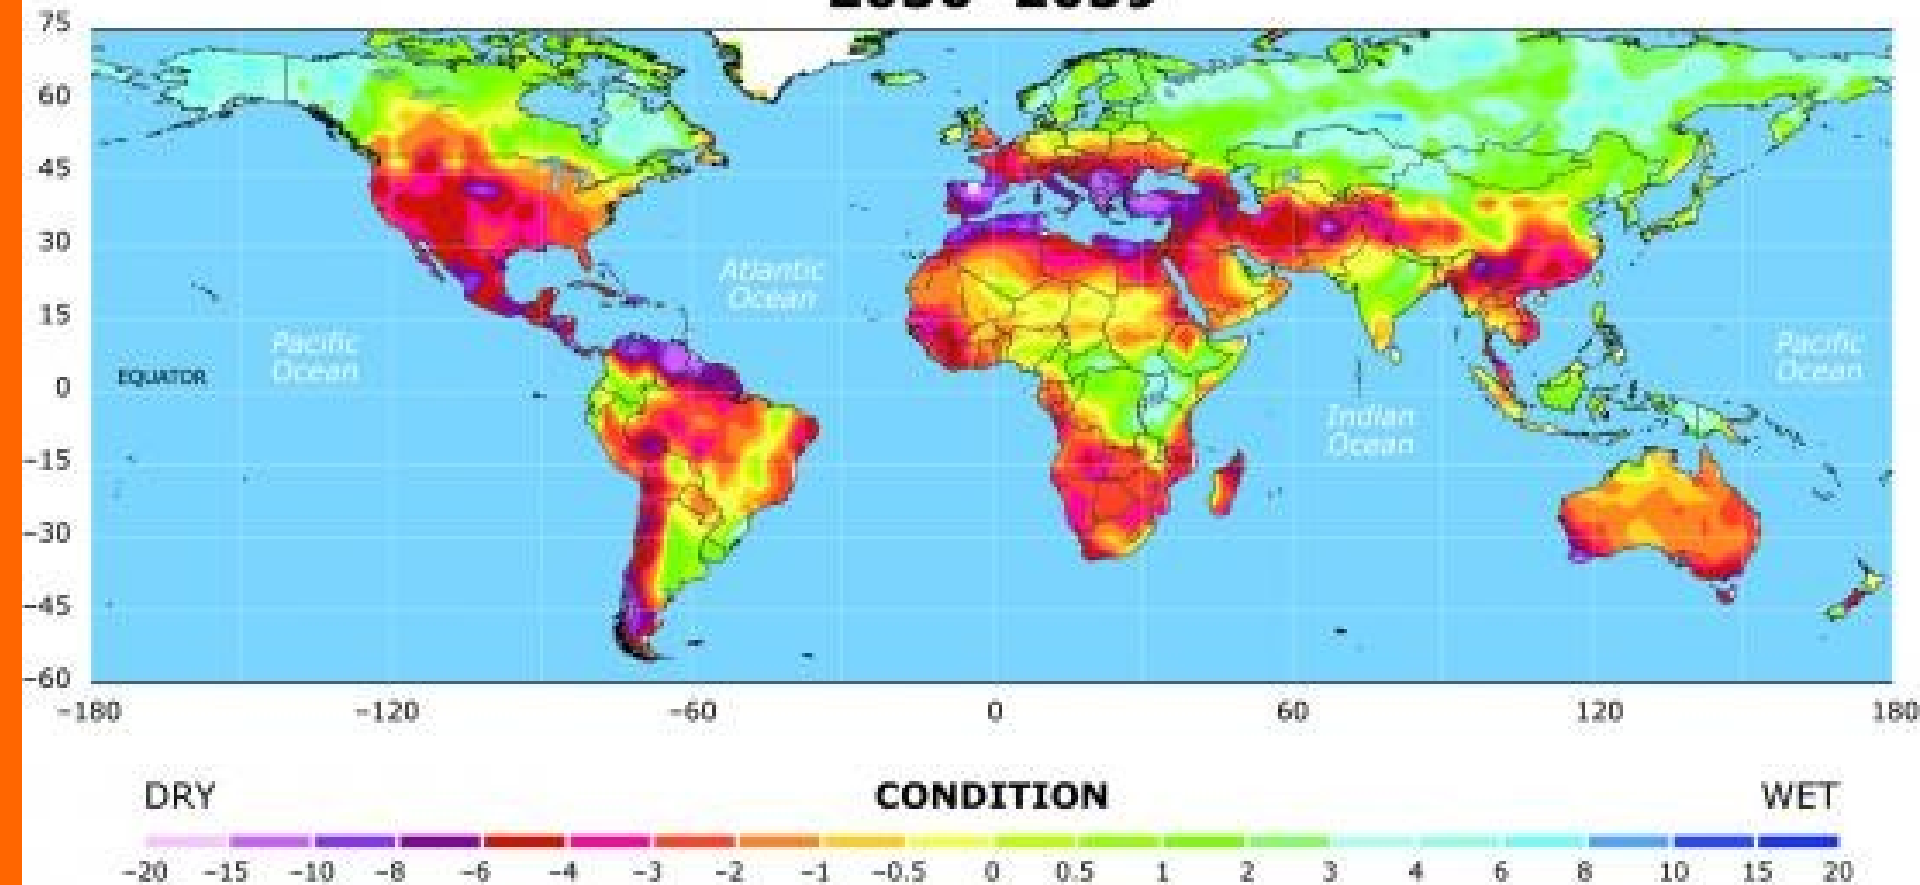 75
60
45
30
15
0
−15
−30
−45
−60
Atlantic
Ocean
Pacific
Ocean
EQUATOR
Indian
Ocean
Pacific
Ocean
−180 −120 −60 0 60 120 180
DRY CONDITION WET
−20 −15 −10 −8 −6 −4 −3 −2 −1 −0.5 0 0.5 1 2 3 4 6 8 10 15 20